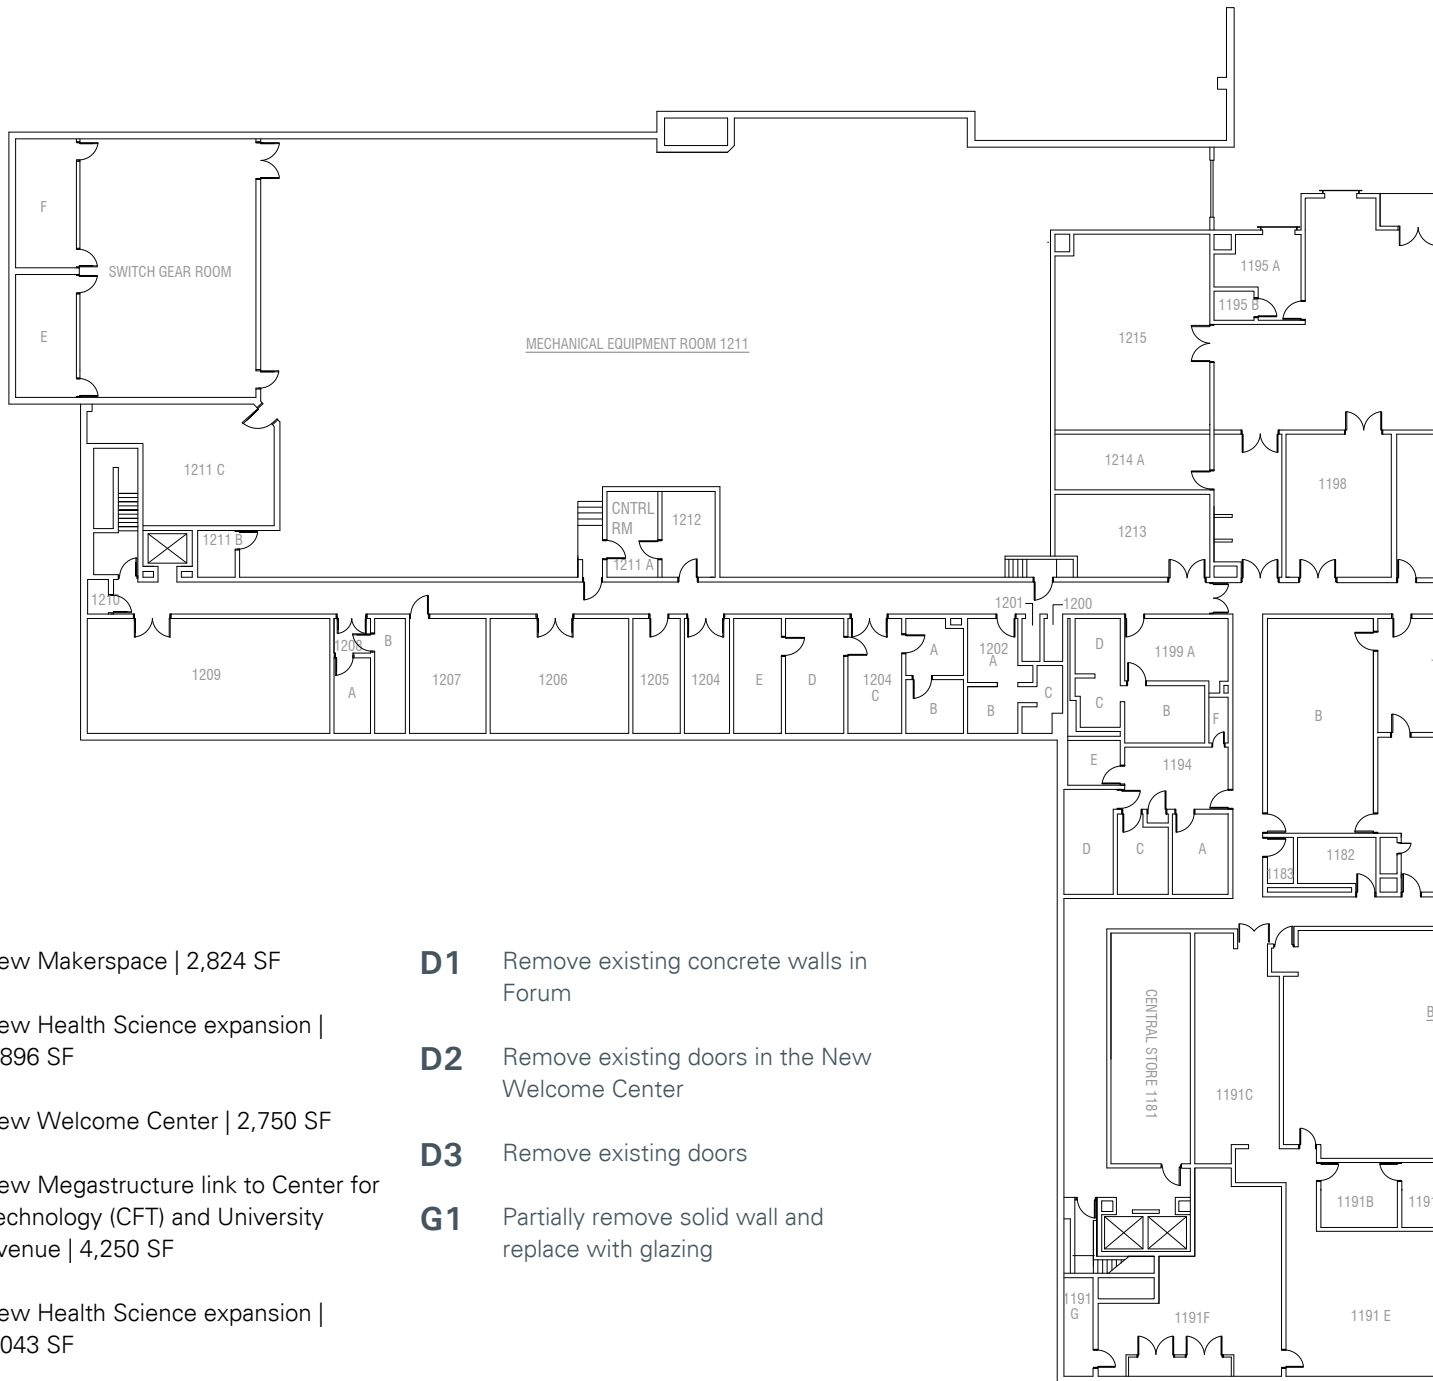 F
SWITCH GEAR ROOM
E
MECHANICAL EQUIPMENT ROOM 1211
1195 A
1195 B
1215
1211 C
1214 A
1198
CNTRL
RM
1212
1213
1211 B
1211 A
1210
1201
1200
1208
B
A
1209
1207
1206
1205
1204
E
D
1204
C
A
B
1202
A
B
C
D
C
1199 A
B
F
B
E
1194
D
C
A
1182
1183
CENTRAL STORE 1181
1191C
B
1191B
1191
G
1191F
1191 E
ew Makerspace | 2,824 SF
ew Health Science expansion |
896 SF
ew Welcome Center | 2,750 SF
ew Megastructure link to Center for
echnology (CFT) and University
venue | 4,250 SF
ew Health Science expansion |
043 SF
D1 Remove existing concrete walls in
Forum
D2 Remove existing doors in the New
Welcome Center
D3 Remove existing doors
G1 Partially remove solid wall and
replace with glazing